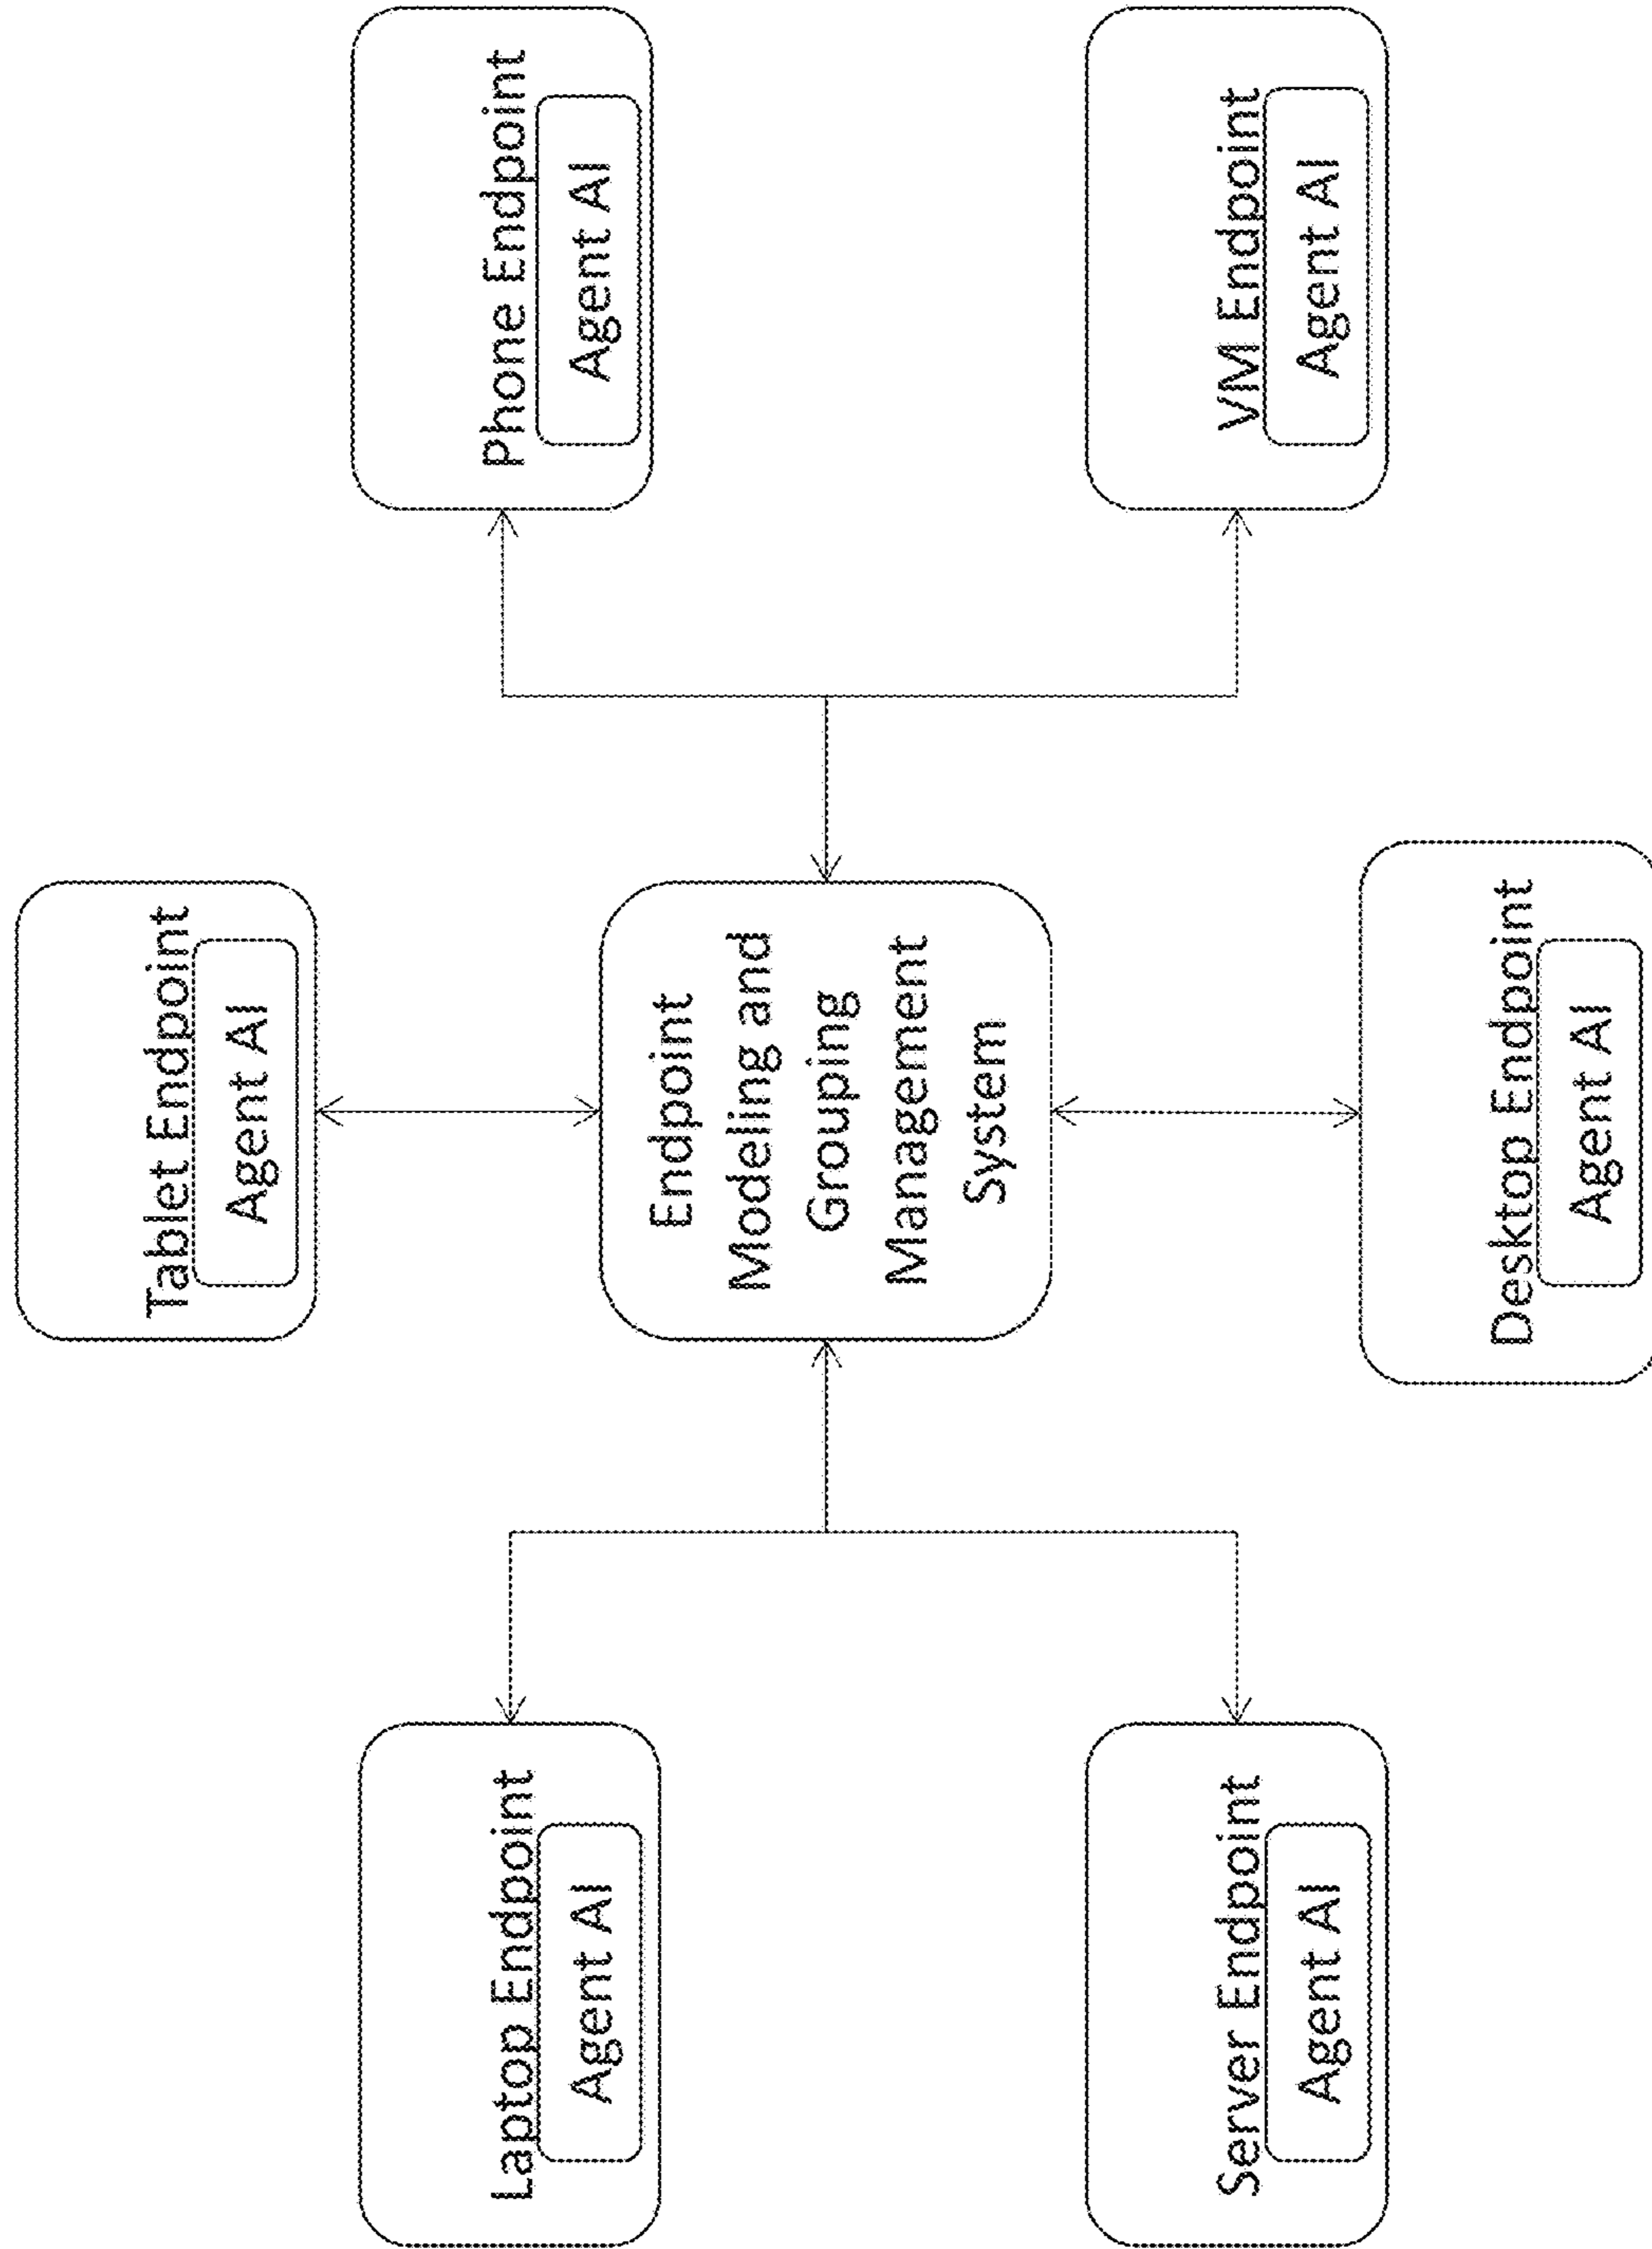 Tablet Endpoint
Agent AI
Laptop Endpoint
Agent AI
Phone Endpoint
Agent AI
Endpoint
Modeling and
Grouping
Management
System
Server Endpoint
Agent AI
VM Endpoint
Agent AI
Desktop Endpoint
Agent AI